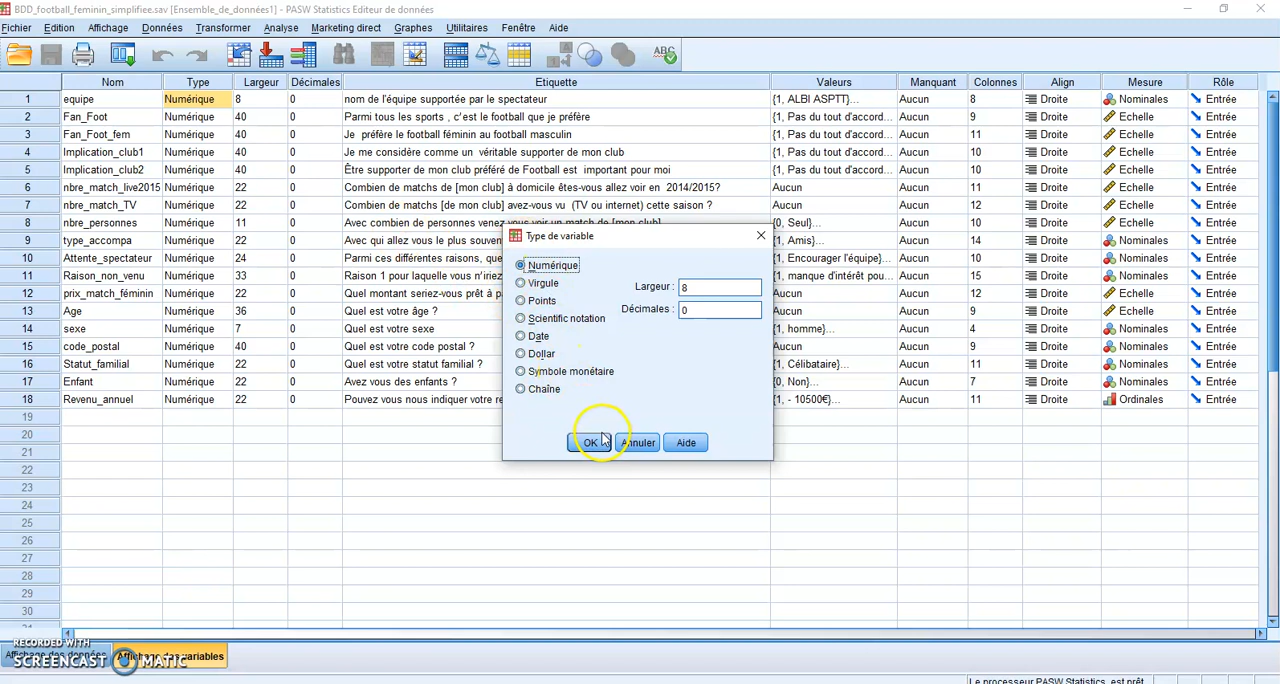 BDD_football_feminin_simplifiee.sav [Ensemble_de_données1] - PASW Statistics Editeur de données
Fichier Edition Affichage Données Transformer Analyse Marketing direct Graphes Utilitaires Fenêtre Aide
Nom Type Largeur Décimales Etiquette Valeurs Manquant Colonnes Align Mesure Rôle
1 equipe Numérique 8 0 nom de l'équipe supportée par le spectateur {1, ALBI ASPTT}... Aucun 8 Droite Nominales Entrée
2 Fan_Foot Numérique 40 0 Parmi tous les sports , c'est le football que je préfère {1, Pas du tout d'accord... Aucun 9 Droite Echelle Entrée
3 Fan_Foot_fem Numérique 40 0 Je préfère le football féminin au football masculin {1, Pas du tout d'accord... Aucun 11 Droite Echelle Entrée
4 Implication_club1 Numérique 40 0 Je me considère comme un véritable supporter de mon club {1, Pas du tout d'accord... Aucun 10 Droite Echelle Entrée
5 Implication_club2 Numérique 40 0 Être supporter de mon club préféré de Football est important pour moi {1, Pas du tout d'accord... Aucun 10 Droite Echelle Entrée
6 nbre_match_live2015 Numérique 22 0 Combien de matchs de [mon club] à domicile êtes-vous allez voir en 2014/2015? Aucun Aucun 11 Droite Echelle Entrée
7 nbre_match_TV Numérique 22 0 Combien de matchs [de mon club] avez-vous vu (TV ou internet) cette saison ? Aucun Aucun 12 Droite Echelle Entrée
8 nbre_personnes Numérique 11 0 Avec combien de personnes venez vous voir un match de [mon club] {0, Seul}... Aucun 11 Droite Echelle Entrée
9 type_accompa Numérique 22 0 Avec qui allez vous le plus souven {1, Amis}... Aucun 14 Droite Nominales Entrée
10 Attente_spectateur Numérique 24 0 Parmi ces différentes raisons, que {1, Encourager l'équipe}... Aucun 10 Droite Nominales Entrée
11 Raison_non_venu Numérique 33 0 Raison 1 pour laquelle vous n'iriez {1, manque d'intérêt pou... Aucun 15 Droite Nominales Entrée
12 prix_match_féminin Numérique 22 0 Quel montant seriez-vous prêt à p Aucun Aucun 12 Droite Echelle Entrée
13 Age Numérique 36 0 Quel est votre âge ? Aucun Aucun 9 Droite Echelle Entrée
14 sexe Numérique 7 0 Quel est votre sexe {1, homme}... Aucun 4 Droite Nominales Entrée
15 code_postal Numérique 40 0 Quel est votre code postal ? Aucun Aucun 9 Droite Nominales Entrée
16 Statut_familial Numérique 22 0 Quel est votre statut familial ? {1, Célibataire}... Aucun 11 Droite Nominales Entrée
17 Enfant Numérique 22 0 Avez vous des enfants ? {0, Non}... Aucun 7 Droite Nominales Entrée
18 Revenu_annuel Numérique 22 0 Pouvez vous nous indiquer votre re {1, - 10500€}... Aucun 11 Droite Ordinales Entrée
19
20
21
22
23
24
25
26
27
28
29
30
Type de variable
Numérique
Virgule
Points
Scientific notation
Date
Dollar
Symbole monétaire
Chaîne
Largeur : 8
Décimales : 0
OK Annuler Aide
Affichage des données Affichage des variables
RECORDED WITH
SCREENCAST MATIC
Le processeur PASW Statistics est prêt